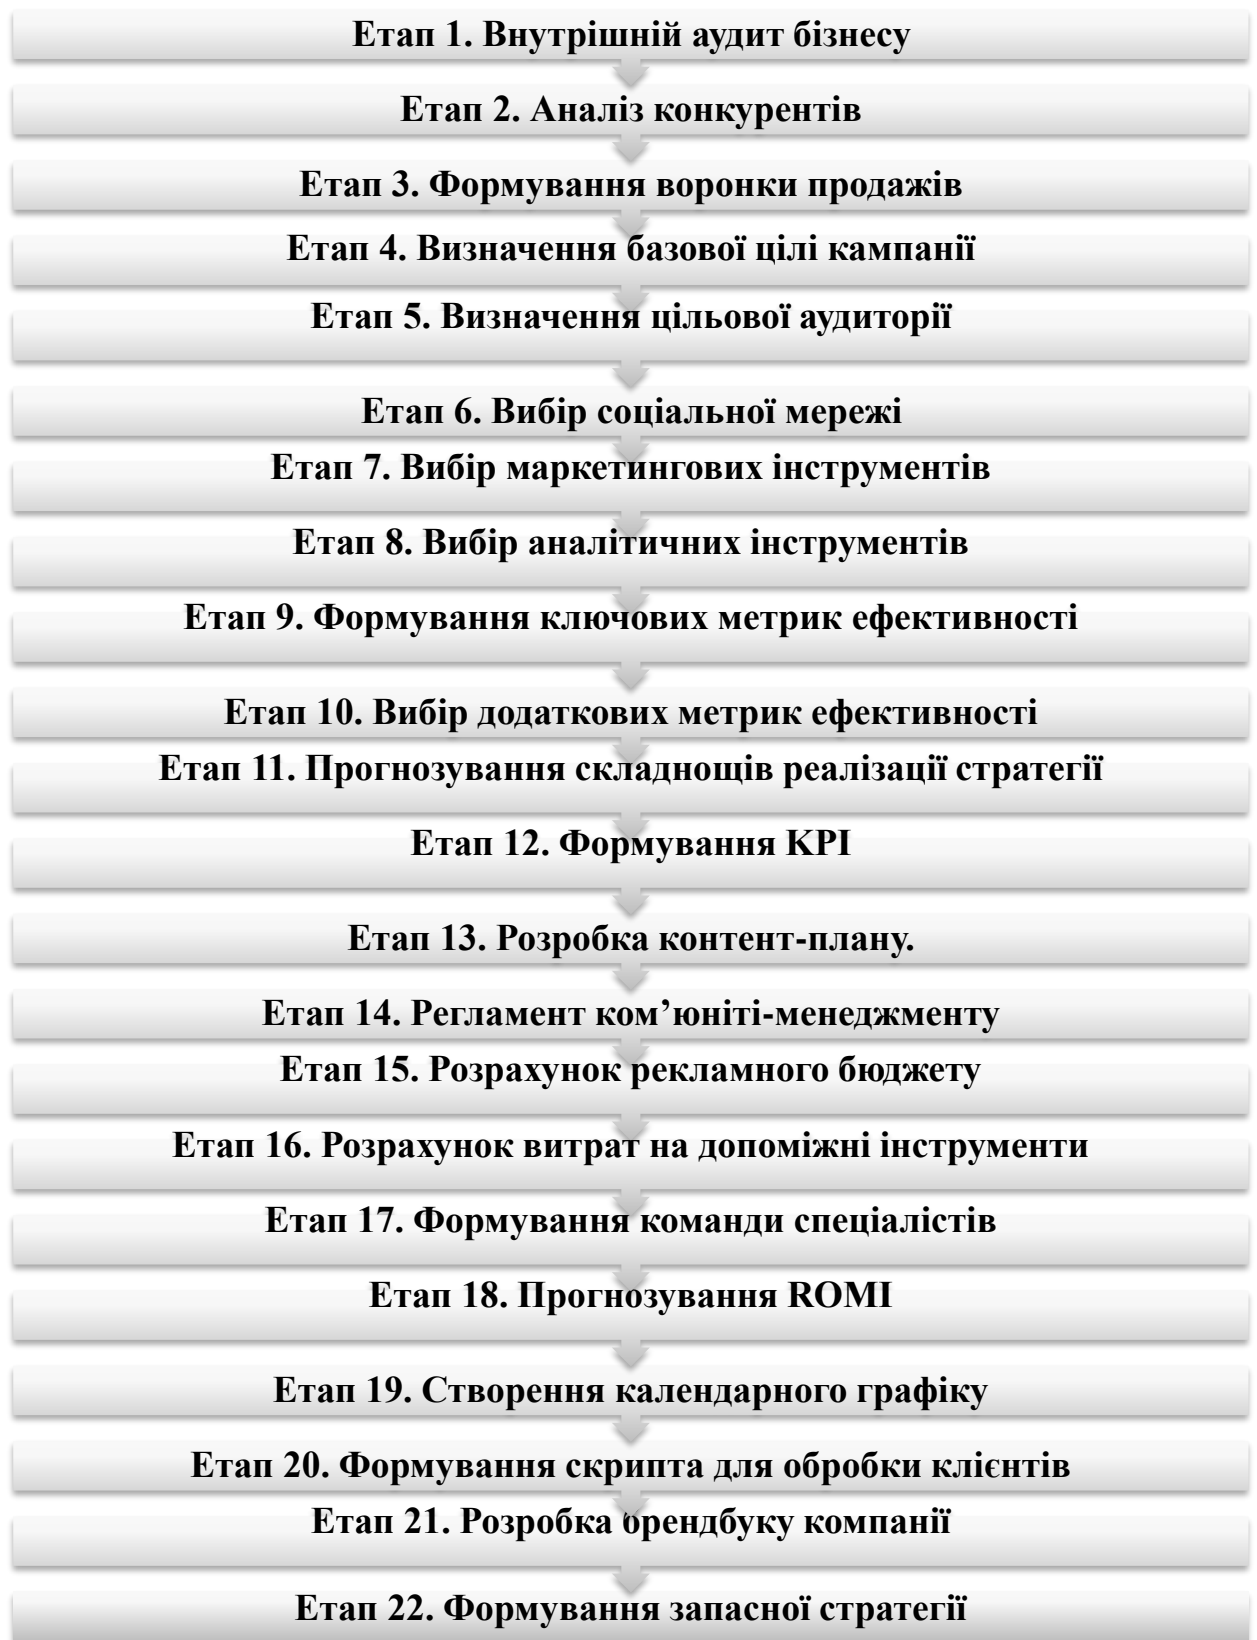 Етап 1. Внутрішній аудит бізнесу
Етап 2. Аналіз конкурентів
Етап 3. Формування воронки продажів
Етап 4. Визначення базової цілі кампанії
Етап 5. Визначення цільової аудиторії
Етап 6. Вибір соціальної мережі
Етап 7. Вибір маркетингових інструментів
Етап 8. Вибір аналітичних інструментів
Етап 9. Формування ключових метрик ефективності
Етап 10. Вибір додаткових метрик ефективності
Етап 11. Прогнозування складнощів реалізації стратегії
Етап 12. Формування KPI
Етап 13. Розробка контент-плану.
Етап 14. Регламент ком’юніті-менеджменту
Етап 15. Розрахунок рекламного бюджету
Етап 16. Розрахунок витрат на допоміжні інструменти
Етап 17. Формування команди спеціалістів
Етап 18. Прогнозування ROMI
Етап 19. Створення календарного графіку
Етап 20. Формування скрипта для обробки клієнтів
Етап 21. Розробка брендбуку компанії
Етап 22. Формування запасної стратегії